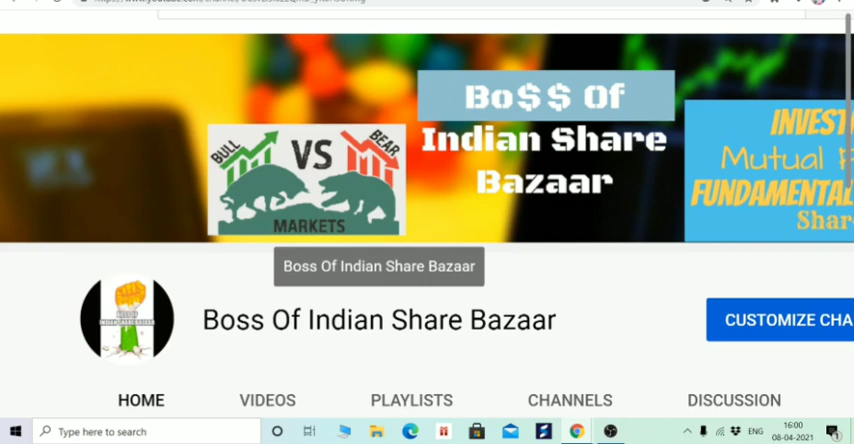 Bo$$ Of
Indian Share
Bazaar
BULL VS BEAR
MARKETS
INVEST
Mutual
FUNDAMENTAL
Shar
Boss Of Indian Share Bazaar
Boss Of Indian Share Bazaar
CUSTOMIZE CHA
HOME VIDEOS PLAYLISTS CHANNELS DISCUSSION
Type here to search
ENG
16:00
08-04-2021